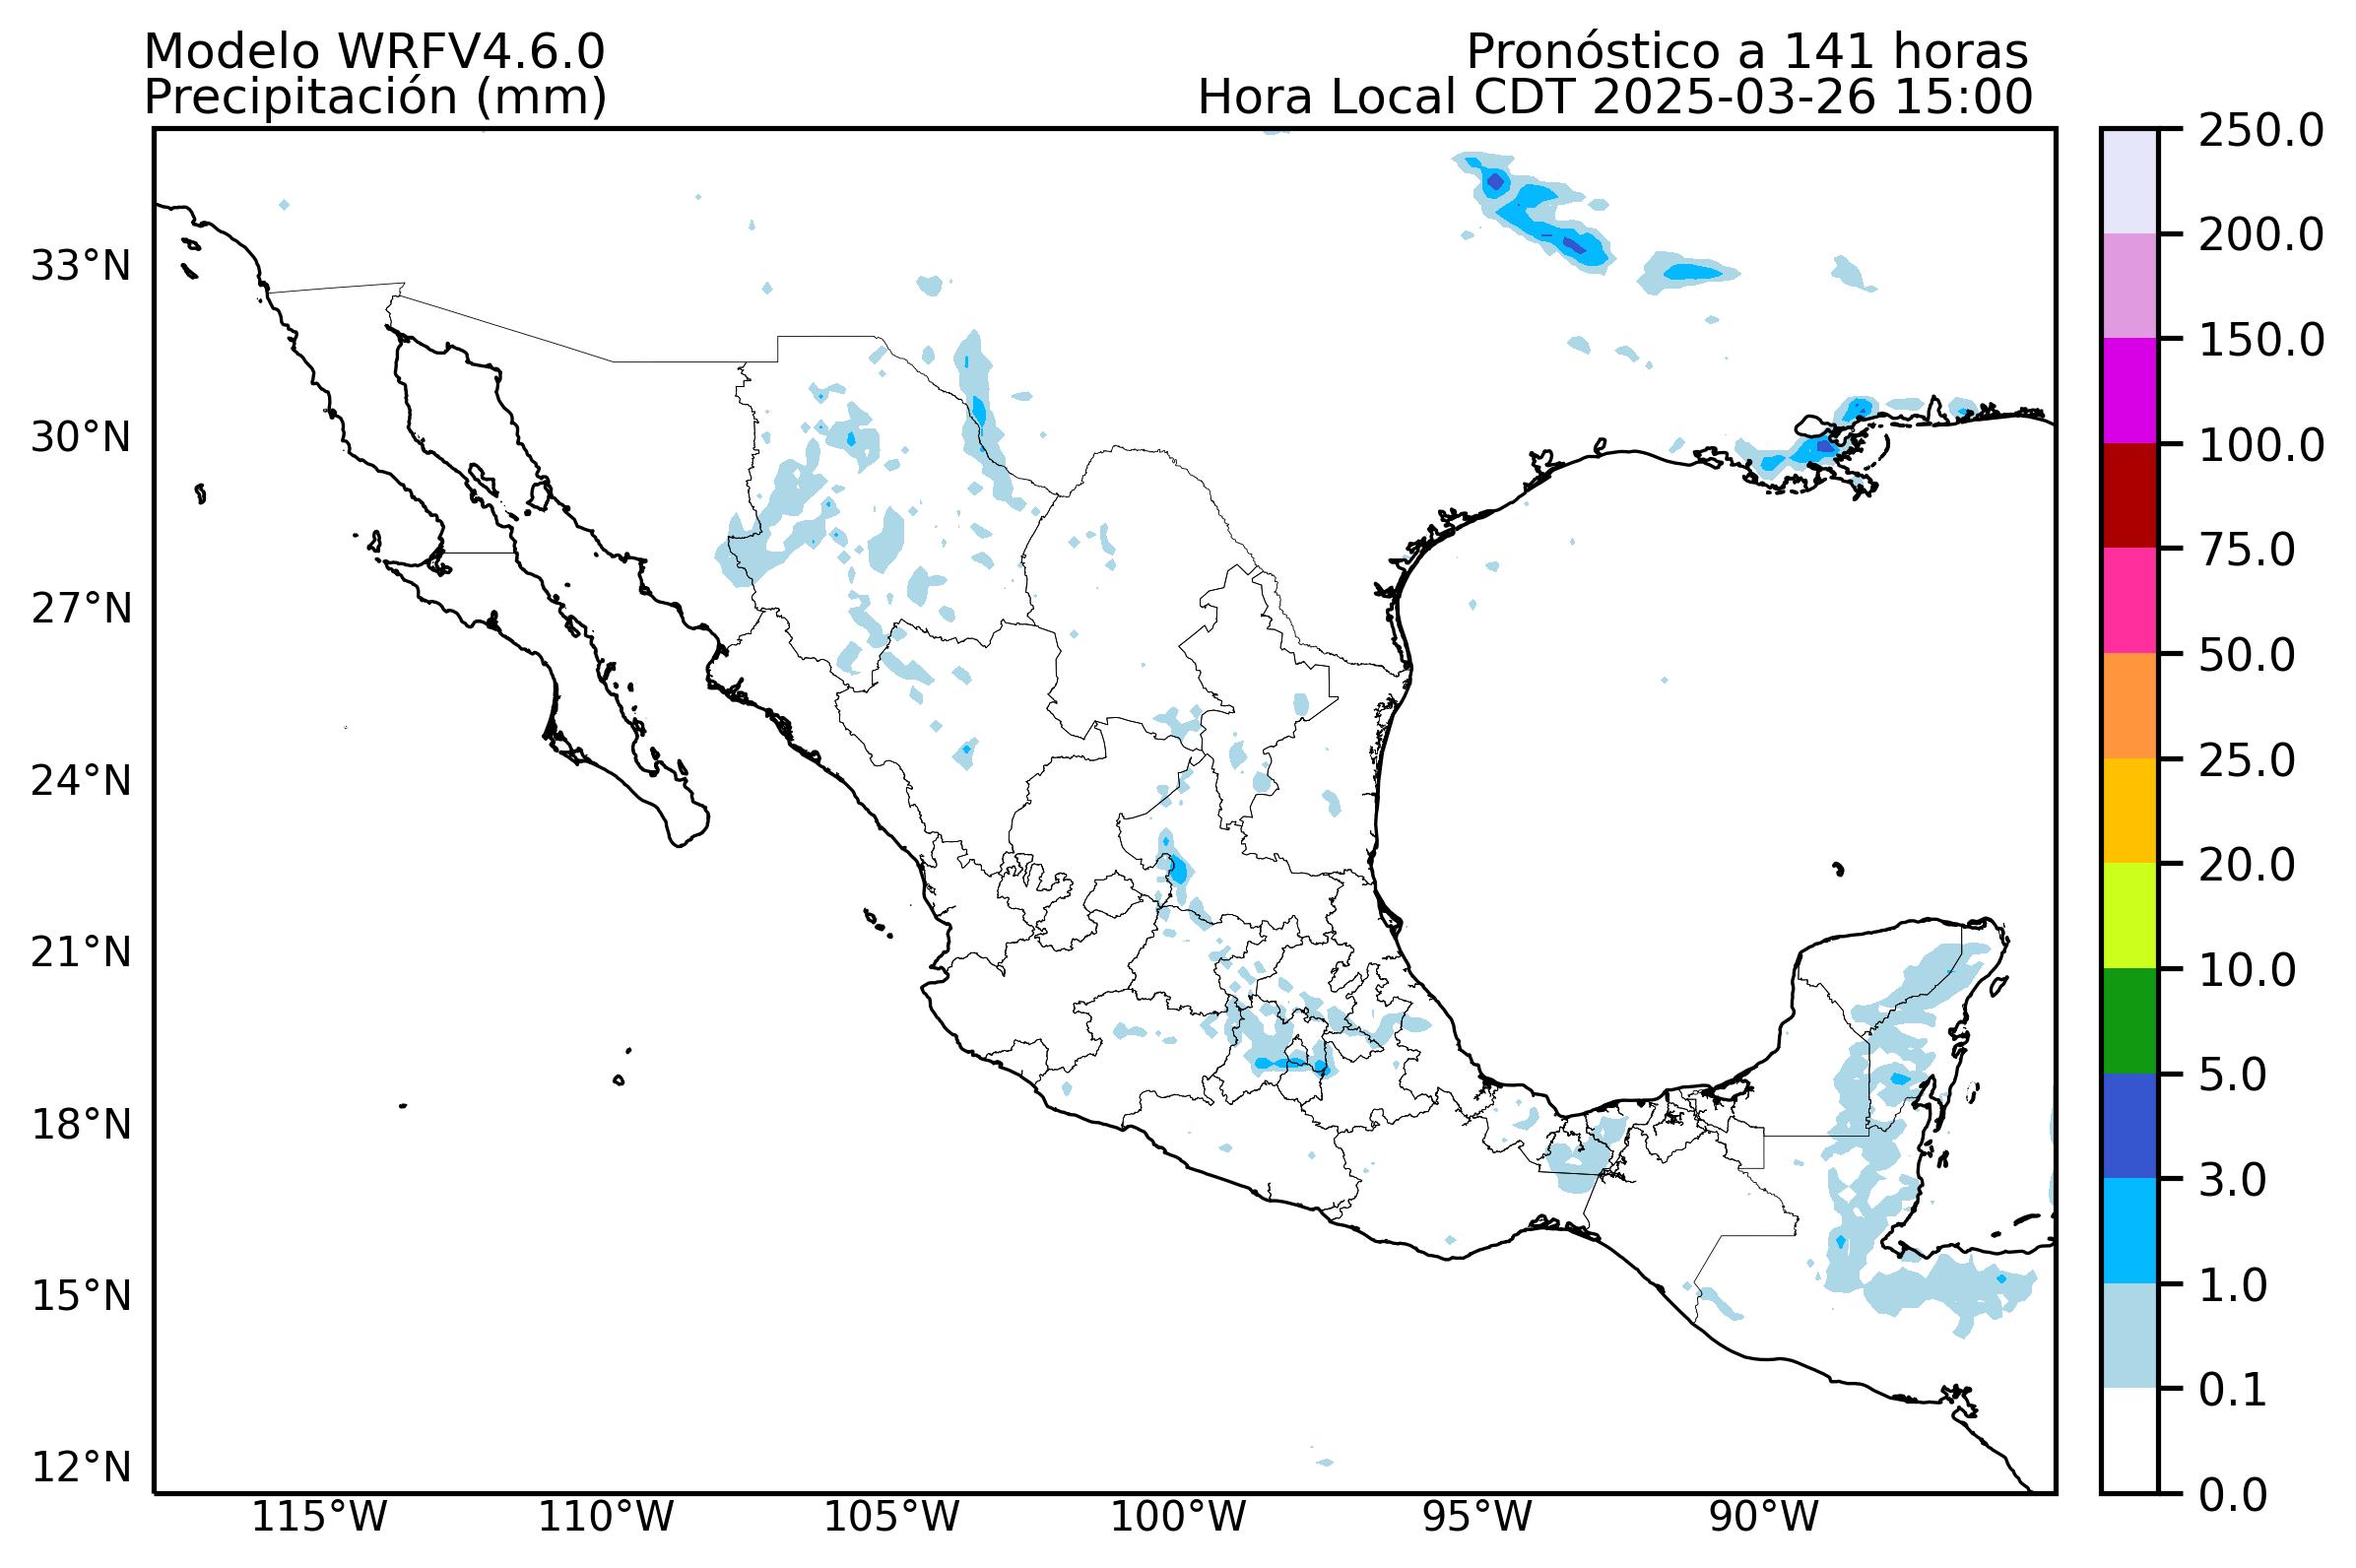 Modelo WRFV4.6.0
Precipitación (mm)
Pronóstico a 141 horas
Hora Local CDT 2025-03-26 15:00
33°N
30°N
27°N
24°N
21°N
18°N
15°N
12°N
115°W
110°W
105°W
100°W
95°W
90°W
250.0
200.0
150.0
100.0
75.0
50.0
25.0
20.0
10.0
5.0
3.0
1.0
0.1
0.0